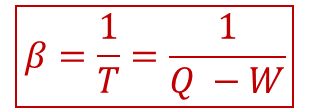 β = 1/T = 1/(Q − W)